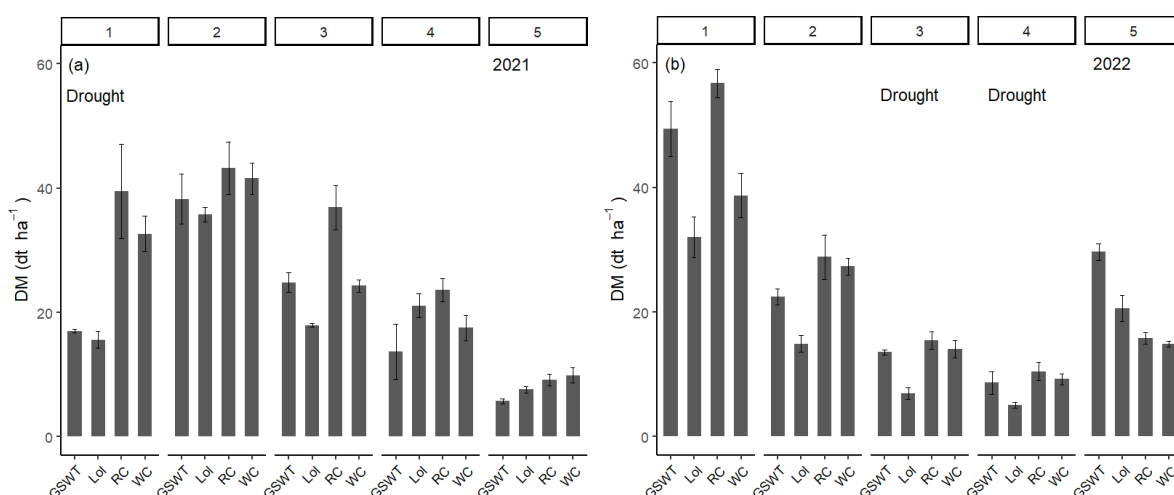 1 2 3 4 5
(a) 2021
Drought
60
40
20
0
DM (dt ha⁻¹)
GSWT Lol RC WC GSWT Lol RC WC GSWT Lol RC WC GSWT Lol RC WC GSWT Lol RC WC
1 2 3 4 5
(b) 2022
Drought Drought
60
40
20
0
DM (dt ha⁻¹)
GSWT Lol RC WC GSWT Lol RC WC GSWT Lol RC WC GSWT Lol RC WC GSWT Lol RC WC